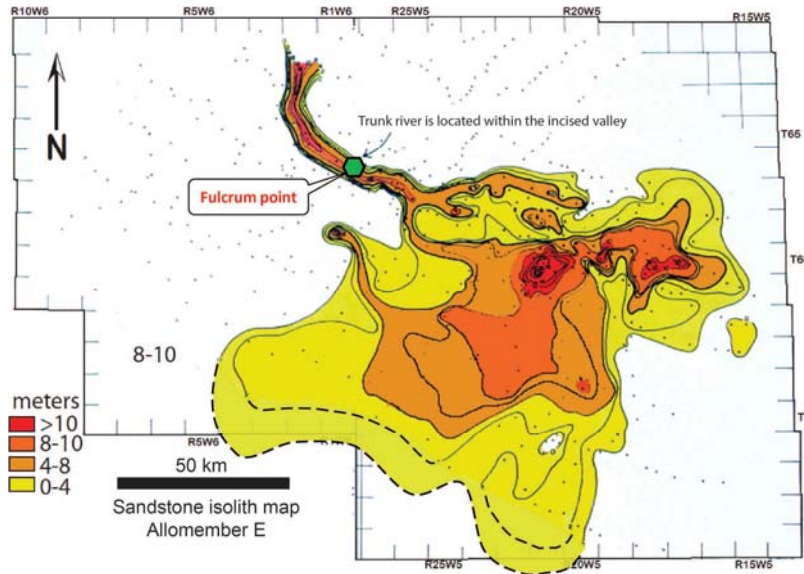 R10W6 R5W6 R1W6 R25W5 R20W5 R15W5
Trunk river is located within the incised valley
T65
N
Fulcrum point
T60
8-10
meters
>10
8-10
4-8
0-4
R5W6
50 km
Sandstone isolith map
Allomember E
R25W5 R20W5 R15W5